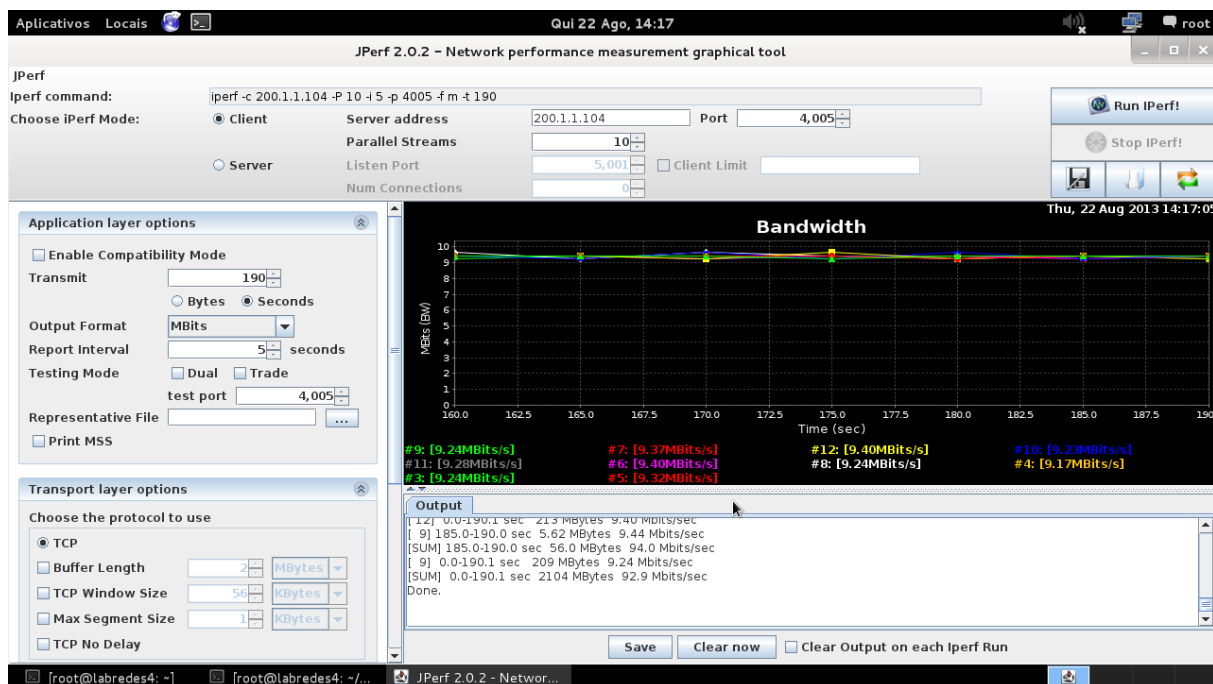 Aplicativos Locais Qui 22 Ago, 14:17 root
JPerf 2.0.2 – Network performance measurement graphical tool
JPerf
Iperf command: iperf -c 200.1.1.104 -P 10 -i 5 -p 4005 -f m -t 190
Choose iPerf Mode: Client Server address 200.1.1.104 Port 4,005
Parallel Streams 10
Server Listen Port 5,001 Client Limit
Num Connections 0
Run IPerf!
Stop IPerf!
Application layer options
Enable Compatibility Mode
Transmit 190
Bytes Seconds
Output Format MBits
Report Interval 5 seconds
Testing Mode Dual Trade
test port 4,005
Representative File ...
Print MSS
Transport layer options
Choose the protocol to use
TCP
Buffer Length 2 MBytes
TCP Window Size 56 KBytes
Max Segment Size 1 KBytes
TCP No Delay
Thu, 22 Aug 2013 14:17:05
Bandwidth
MBits (BW)
10
9
8
7
6
5
4
3
2
1
0
160.0 162.5 165.0 167.5 170.0 172.5 175.0 177.5 180.0 182.5 185.0 187.5 190
Time (sec)
#9: [9.24MBits/s] #7: [9.37MBits/s] #12: [9.40MBits/s] #10: [9.23MBits/s]
#11: [9.28MBits/s] #6: [9.40MBits/s] #8: [9.24MBits/s] #4: [9.17MBits/s]
#3: [9.24MBits/s] #5: [9.32MBits/s]
Output
[ 12] 0.0-190.1 sec 213 MBytes 9.40 Mbits/sec
[ 9] 185.0-190.0 sec 5.62 MBytes 9.44 Mbits/sec
[SUM] 185.0-190.0 sec 56.0 MBytes 94.0 Mbits/sec
[ 9] 0.0-190.1 sec 209 MBytes 9.24 Mbits/sec
[SUM] 0.0-190.1 sec 2104 MBytes 92.9 Mbits/sec
Done.
Save Clear now Clear Output on each Iperf Run
[root@labredes4: ~] [root@labredes4: ~/... JPerf 2.0.2 - Networ...